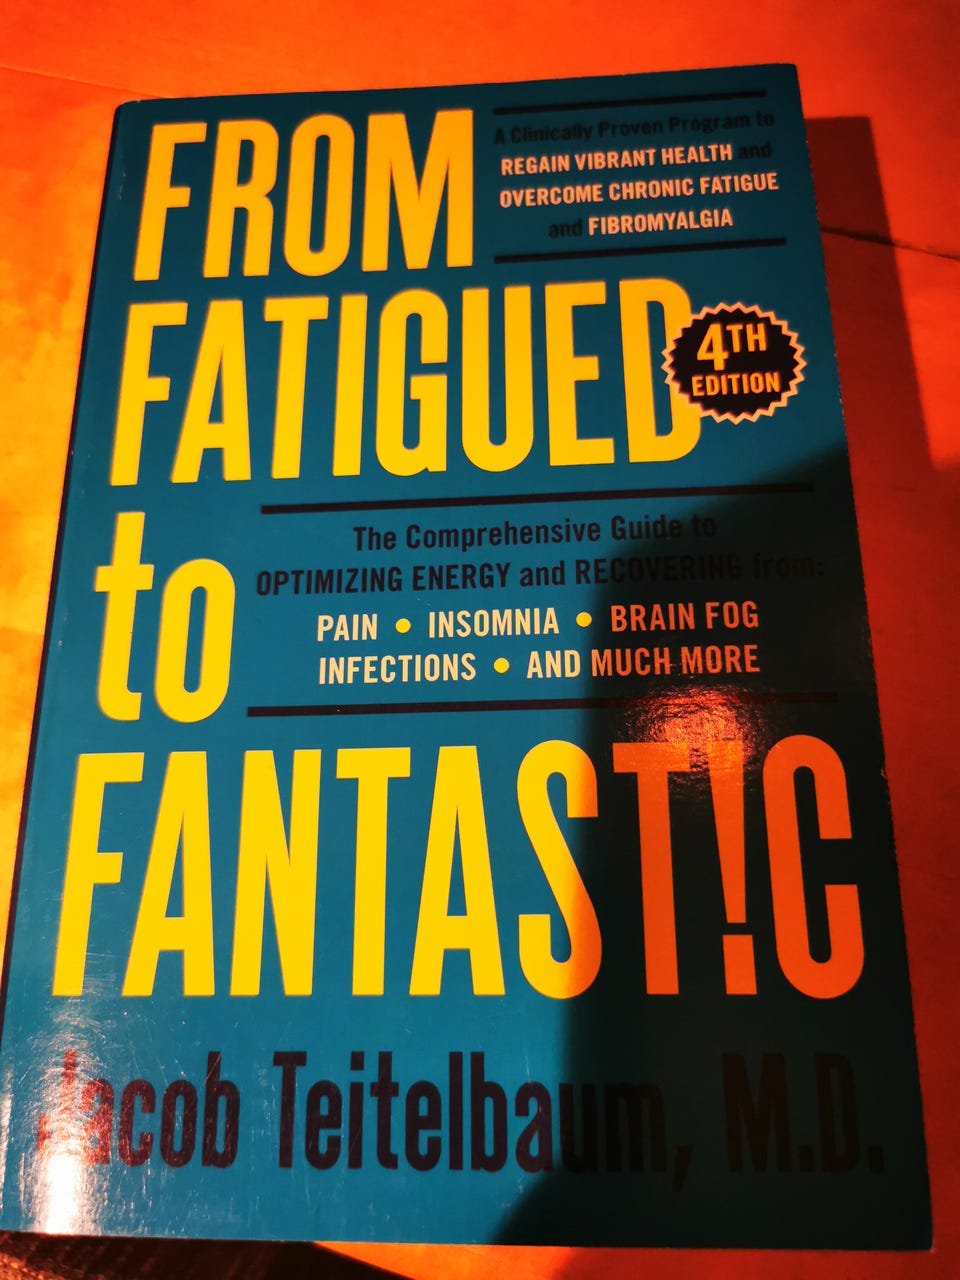 FROM
FATIGUED
to
FANTAST!C
A Clinically Proven Program to
REGAIN VIBRANT HEALTH and
OVERCOME CHRONIC FATIGUE
and FIBROMYALGIA
4TH
EDITION
The Comprehensive Guide to
OPTIMIZING ENERGY and RECOVERING from:
PAIN • INSOMNIA • BRAIN FOG
INFECTIONS • AND MUCH MORE
Jacob Teitelbaum, M.D.